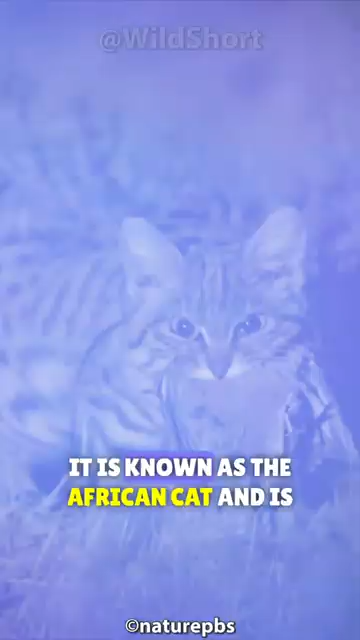 @WildShort
IT IS KNOWN AS THE
AFRICAN CAT AND IS
©naturepbs